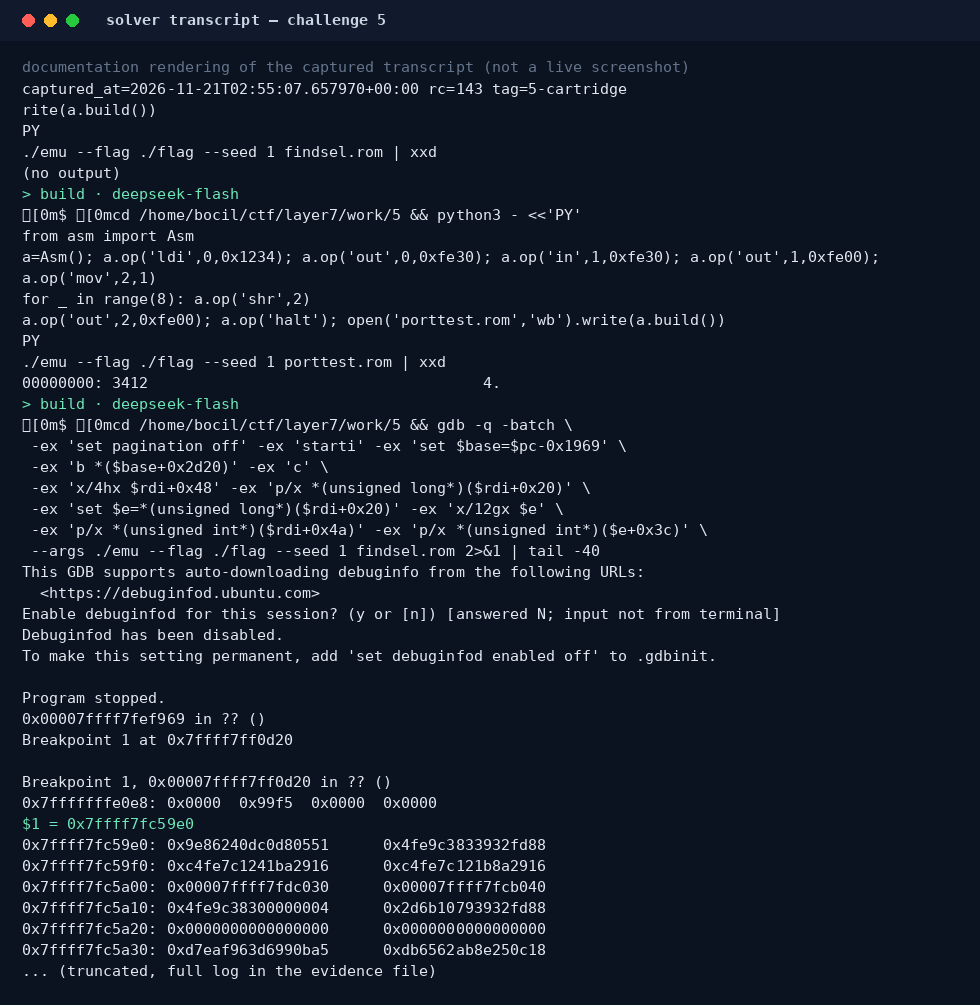 solver transcript — challenge 5
documentation rendering of the captured transcript (not a live screenshot)
captured_at=2026-11-21T02:55:07.657970+00:00 rc=143 tag=5-cartridge
rite(a.build())
PY
./emu --flag ./flag --seed 1 findsel.rom | xxd
(no output)
> build · deepseek-flash
▯[0m$ ▯[0mcd /home/bocil/ctf/layer7/work/5 && python3 - <<'PY'
from asm import Asm
a=Asm(); a.op('ldi',0,0x1234); a.op('out',0,0xfe30); a.op('in',1,0xfe30); a.op('out',1,0xfe00);
a.op('mov',2,1)
for _ in range(8): a.op('shr',2)
a.op('out',2,0xfe00); a.op('halt'); open('porttest.rom','wb').write(a.build())
PY
./emu --flag ./flag --seed 1 porttest.rom | xxd
00000000: 3412                                     4.
> build · deepseek-flash
▯[0m$ ▯[0mcd /home/bocil/ctf/layer7/work/5 && gdb -q -batch \
 -ex 'set pagination off' -ex 'starti' -ex 'set $base=$pc-0x1969' \
 -ex 'b *($base+0x2d20)' -ex 'c' \
 -ex 'x/4hx $rdi+0x48' -ex 'p/x *(unsigned long*)($rdi+0x20)' \
 -ex 'set $e=*(unsigned long*)($rdi+0x20)' -ex 'x/12gx $e' \
 -ex 'p/x *(unsigned int*)($rdi+0x4a)' -ex 'p/x *(unsigned int*)($e+0x3c)' \
 --args ./emu --flag ./flag --seed 1 findsel.rom 2>&1 | tail -40
This GDB supports auto-downloading debuginfo from the following URLs:
  <https://debuginfod.ubuntu.com>
Enable debuginfod for this session? (y or [n]) [answered N; input not from terminal]
Debuginfod has been disabled.
To make this setting permanent, add 'set debuginfod enabled off' to .gdbinit.
Program stopped.
0x00007ffff7fef969 in ?? ()
Breakpoint 1 at 0x7ffff7ff0d20
Breakpoint 1, 0x00007ffff7ff0d20 in ?? ()
0x7fffffffe0e8: 0x0000  0x99f5  0x0000  0x0000
$1 = 0x7ffff7fc59e0
0x7ffff7fc59e0: 0x9e86240dc0d80551      0x4fe9c3833932fd88
0x7ffff7fc59f0: 0xc4fe7c1241ba2916      0xc4fe7c121b8a2916
0x7ffff7fc5a00: 0x00007ffff7fdc030      0x00007ffff7fcb040
0x7ffff7fc5a10: 0x4fe9c38300000004      0x2d6b10793932fd88
0x7ffff7fc5a20: 0x0000000000000000      0x0000000000000000
0x7ffff7fc5a30: 0xd7eaf963d6990ba5      0xdb6562ab8e250c18
... (truncated, full log in the evidence file)